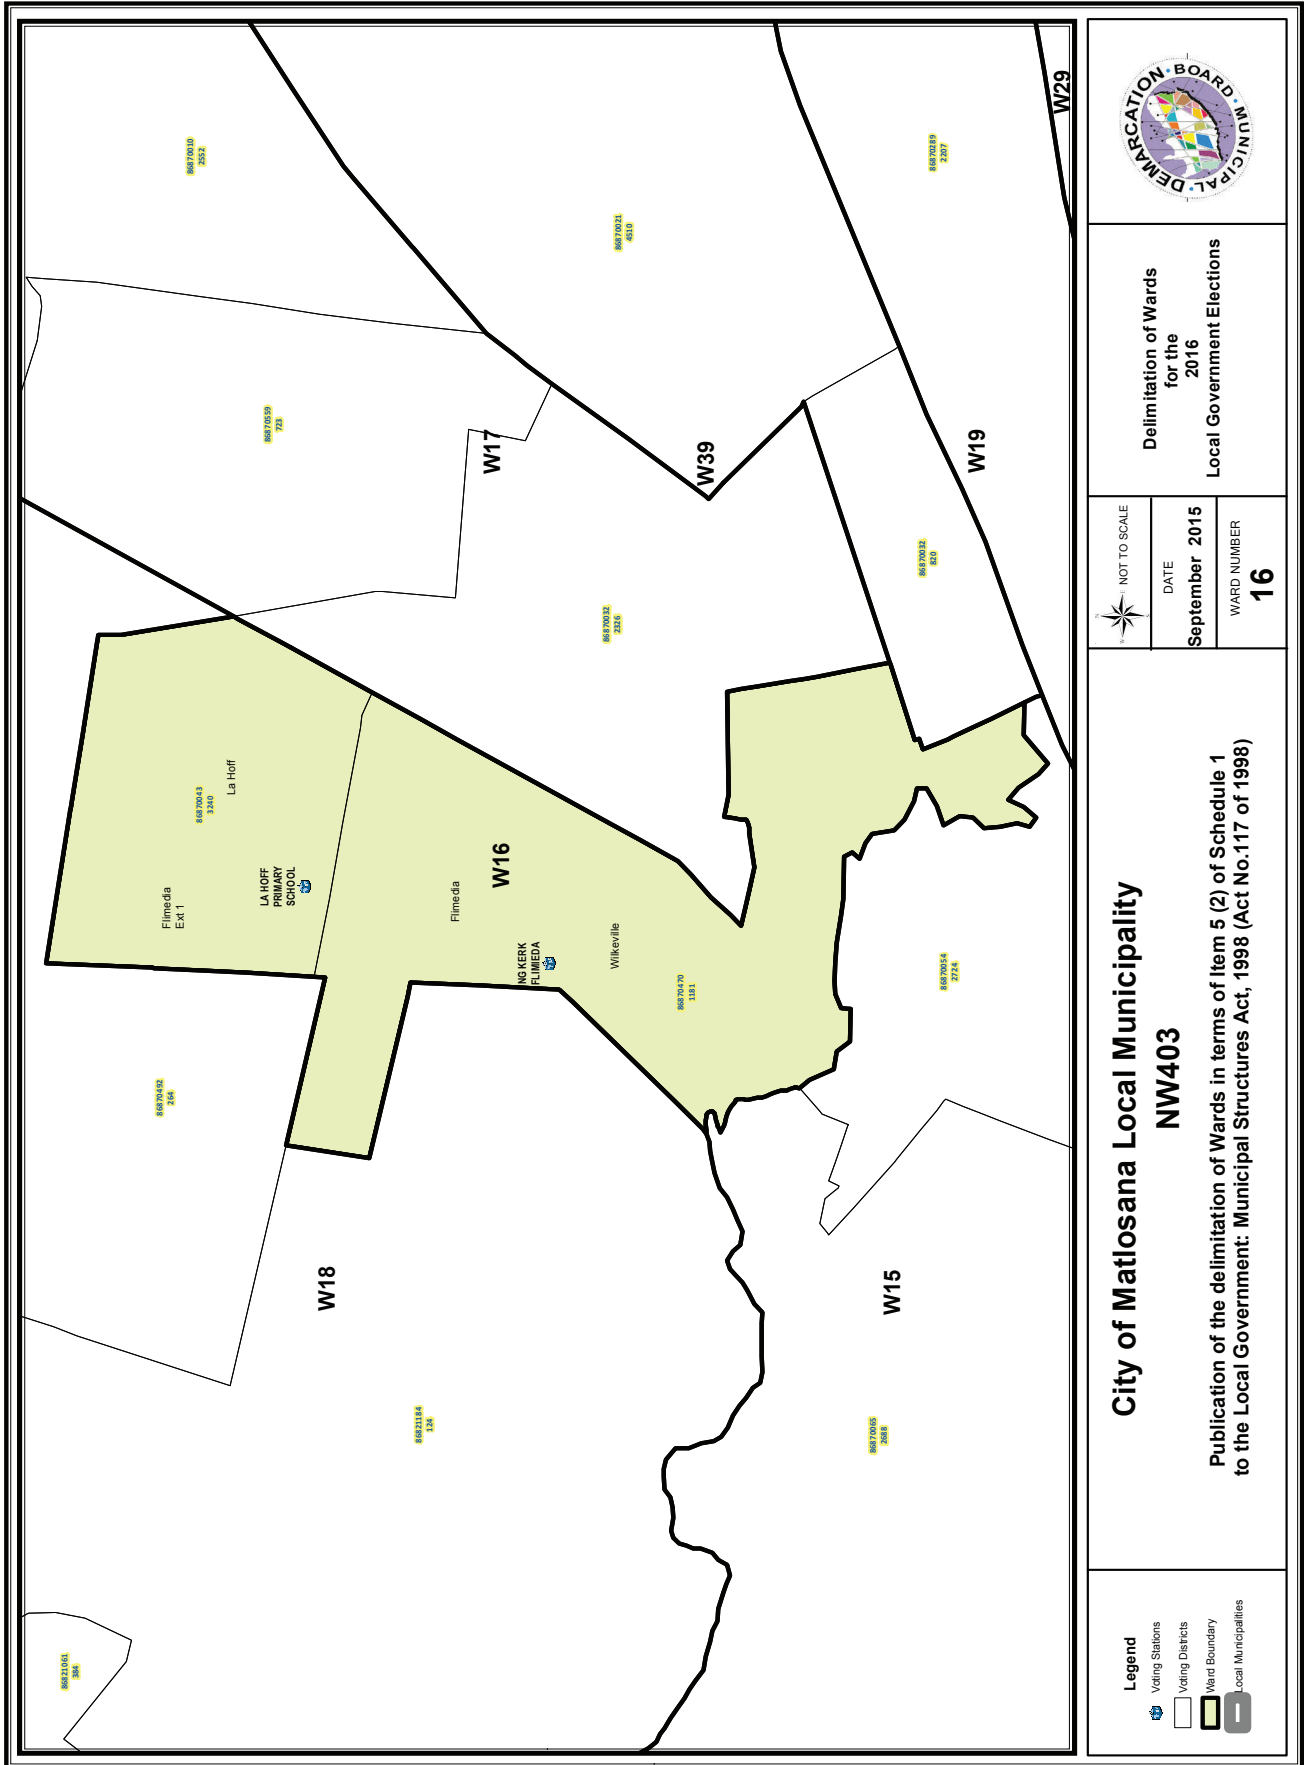 86821061
384
86870492
264
86870010
2552
86870559
723
86870043
3240
La Hoff
Flimedia
Ext 1
LA HOFF
PRIMARY
SCHOOL
W18
86821184
124
Flimedia
W16
W17
NG KERK
FLIMIEDA
Wilkeville
86870470
1181
86870032
2326
86870021
4510
W39
86870065
2688
W15
86870054
2724
86870032
820
W19
86870289
2207
W29
Legend
Voting Stations
Voting Districts
Ward Boundary
Local Municipalities
City of Matlosana Local Municipality
NW403
Publication of the delimitation of Wards in terms of Item 5 (2) of Schedule 1
to the Local Government: Municipal Structures Act, 1998 (Act No.117 of 1998)
NOT TO SCALE
DATE
September 2015
WARD NUMBER
16
Delimitation of Wards
for the
2016
Local Government Elections
MUNICIPAL DEMARCATION BOARD